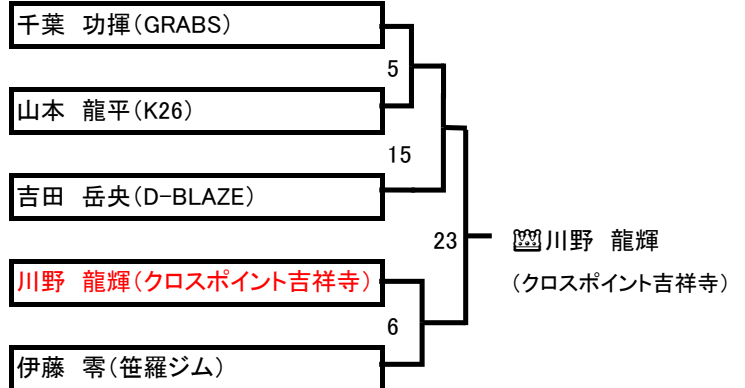 千葉　功揮（GRABS）
5
山本　龍平（K26）
15
吉田　岳央（D-BLAZE）
23
川野　龍輝
（クロスポイント吉祥寺）
川野　龍輝（クロスポイント吉祥寺）
6
伊藤　零（笹羅ジム）